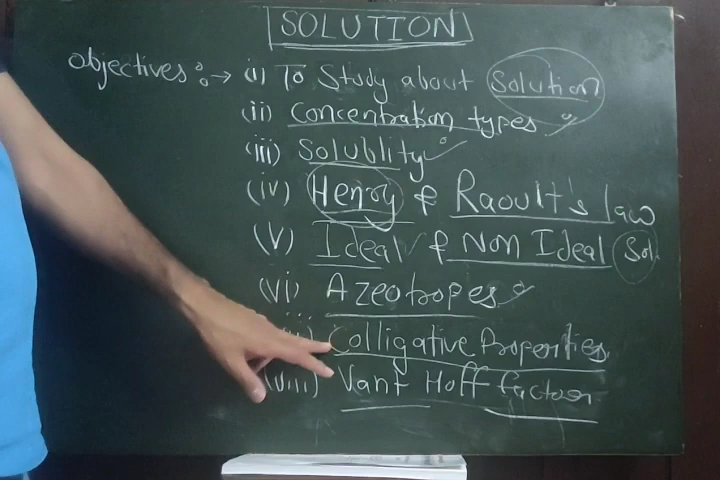 SOLUTION
Objectives :→ (i) To Study about Solution
(ii) Concentration types
(iii) Solublity
(iv) Henry & Raoult's law
(V) Ideal & Non Ideal Sol.
(vi) Azeotropes
Colligative Properties
(viii) Vant Hoff factor